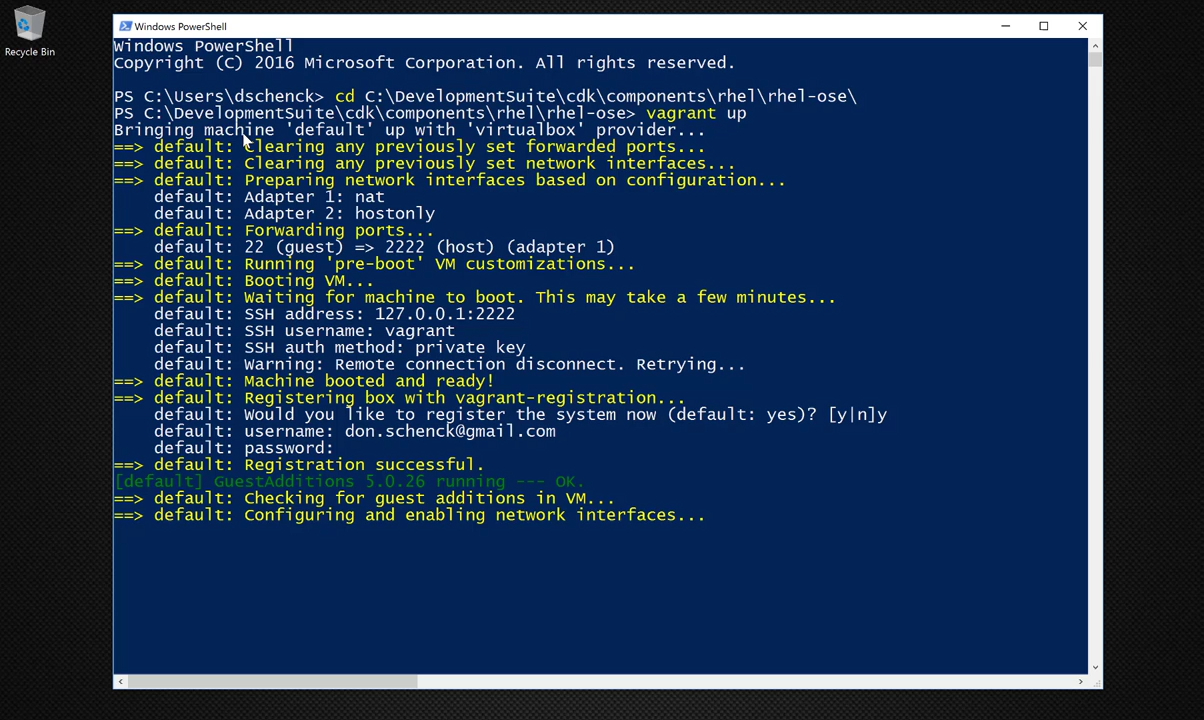 Recycle Bin
Windows PowerShell
Windows PowerShell
Copyright (C) 2016 Microsoft Corporation. All rights reserved.
PS C:\Users\dschenck> cd C:\DevelopmentSuite\cdk\components\rhel\rhel-ose\
PS C:\DevelopmentSuite\cdk\components\rhel\rhel-ose> vagrant up
Bringing machine 'default' up with 'virtualbox' provider...
==> default: Clearing any previously set forwarded ports...
==> default: Clearing any previously set network interfaces...
==> default: Preparing network interfaces based on configuration...
    default: Adapter 1: nat
    default: Adapter 2: hostonly
==> default: Forwarding ports...
    default: 22 (guest) => 2222 (host) (adapter 1)
==> default: Running 'pre-boot' VM customizations...
==> default: Booting VM...
==> default: Waiting for machine to boot. This may take a few minutes...
    default: SSH address: 127.0.0.1:2222
    default: SSH username: vagrant
    default: SSH auth method: private key
    default: Warning: Remote connection disconnect. Retrying...
==> default: Machine booted and ready!
==> default: Registering box with vagrant-registration...
    default: Would you like to register the system now (default: yes)? [y|n]y
    default: username: don.schenck@gmail.com
    default: password:
==> default: Registration successful.
[default] GuestAdditions 5.0.26 running --- OK.
==> default: Checking for guest additions in VM...
==> default: Configuring and enabling network interfaces...